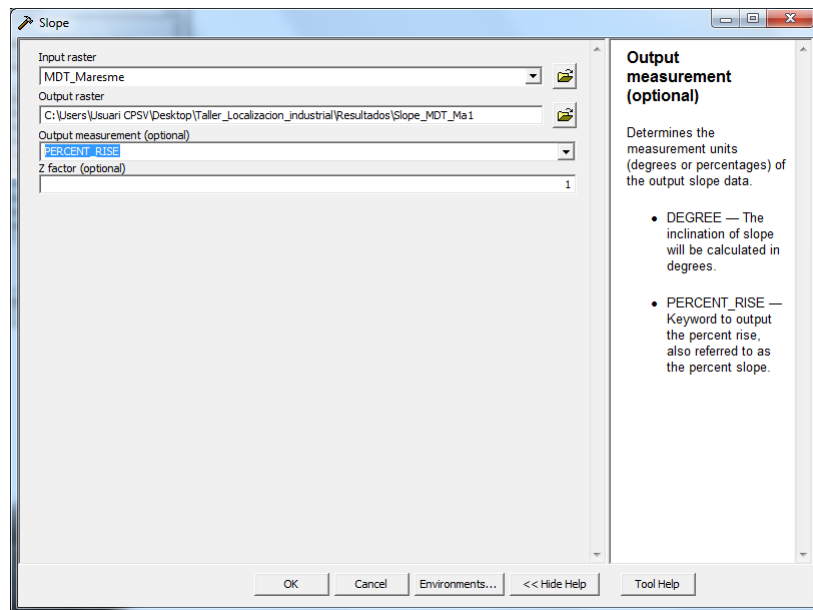 Slope
Input raster
MDT_Maresme
Output raster
C:\Users\Usuari CPSV\Desktop\Taller_Localizacion_industrial\Resultados\Slope_MDT_Ma1
Output measurement (optional)
PERCENT_RISE
Z factor (optional)
1
Output
measurement
(optional)
Determines the
measurement units
(degrees or percentages) of
the output slope data.
• DEGREE — The
inclination of slope
will be calculated in
degrees.
• PERCENT_RISE —
Keyword to output
the percent rise,
also referred to as
the percent slope.
OK
Cancel
Environments...
<< Hide Help
Tool Help